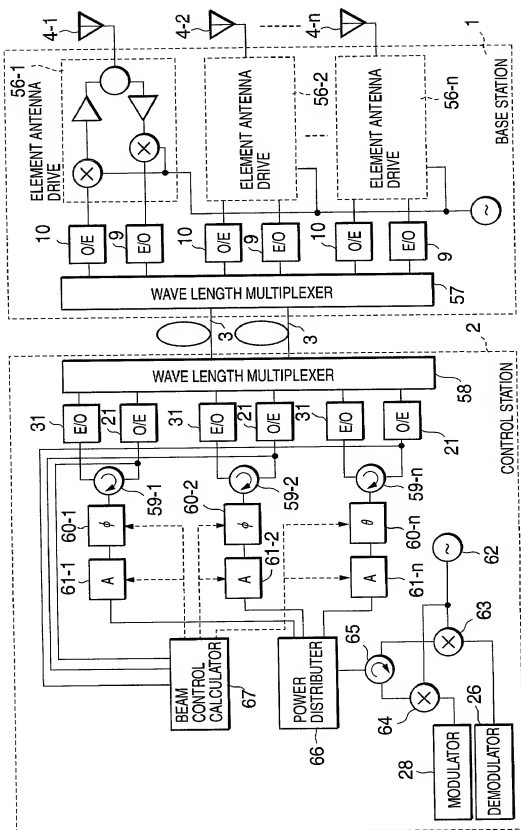 4-1
4-2
4-n
1
56-1
56-2
56-n
ELEMENT ANTENNA
DRIVE
ELEMENT ANTENNA
DRIVE
ELEMENT ANTENNA
DRIVE
BASE STATION
10
9
10
9
10
9
O/E
E/O
O/E
E/O
O/E
E/O
~
WAVE LENGTH MULTIPLEXER
57
3
3
2
WAVE LENGTH MULTIPLEXER
58
CONTROL STATION
31
21
31
21
31
21
E/O
O/E
E/O
O/E
E/O
O/E
59-1
59-2
59-n
60-1
60-2
60-n
ϕ
ϕ
θ
61-1
61-2
61-n
A
A
A
~
62
63
64
65
BEAM
CONTROL
CALCULATOR
67
POWER
DISTRIBUTER
66
28
26
MODULATOR
DEMODULATOR